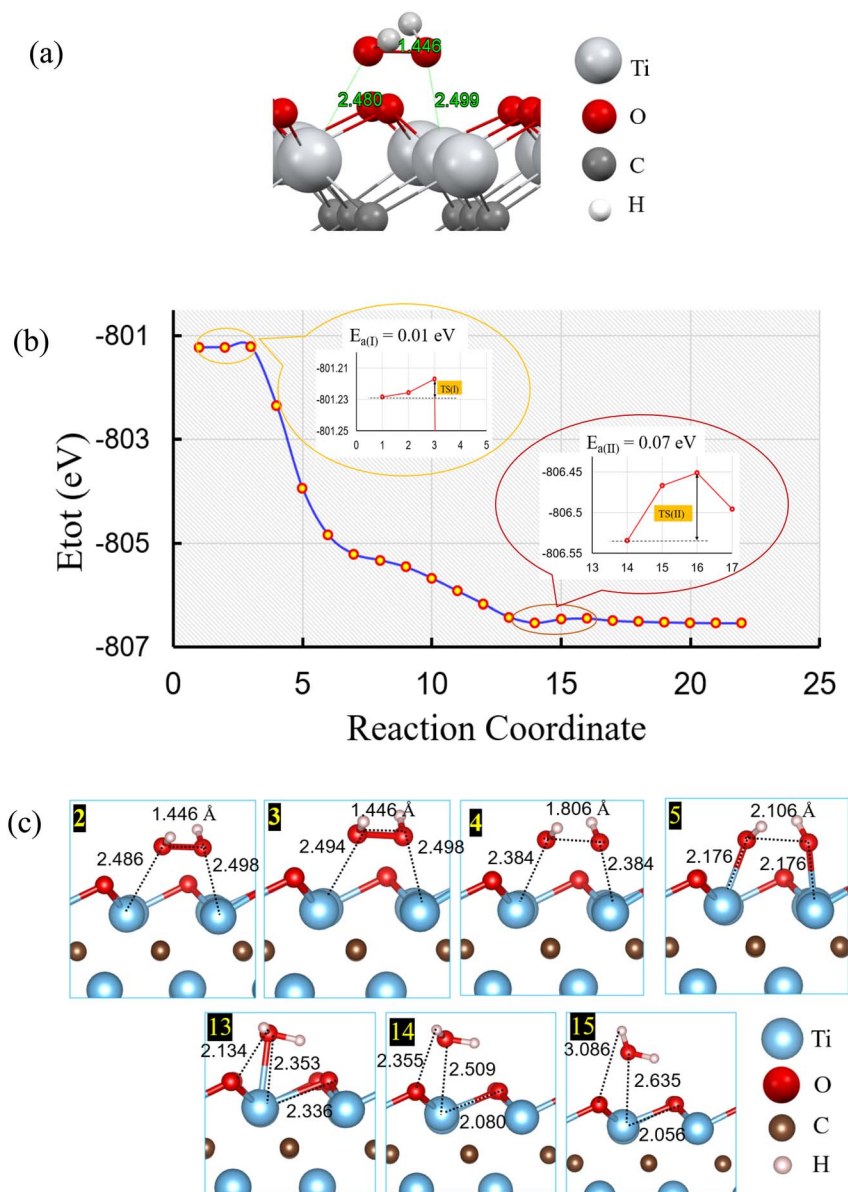 (a)
1.446
2.480
2.499
Ti
O
C
H
(b)
Etot (eV)
-801
-803
-805
-807
0
5
10
15
20
25
Reaction Coordinate
Ea(I) = 0.01 eV
-801.21
-801.23
-801.25
TS(I)
0 1 2 3 4 5
Ea(II) = 0.07 eV
-806.45
-806.5
-806.55
TS(II)
13 14 15 16 17
(c)
2
1.446 Å
2.486
2.498
3
1.446 Å
2.494
2.498
4
1.806 Å
2.384
2.384
5
2.106 Å
2.176
2.176
13
2.134
2.353
2.336
14
2.355
2.509
2.080
15
3.086
2.635
2.056
Ti
O
C
H